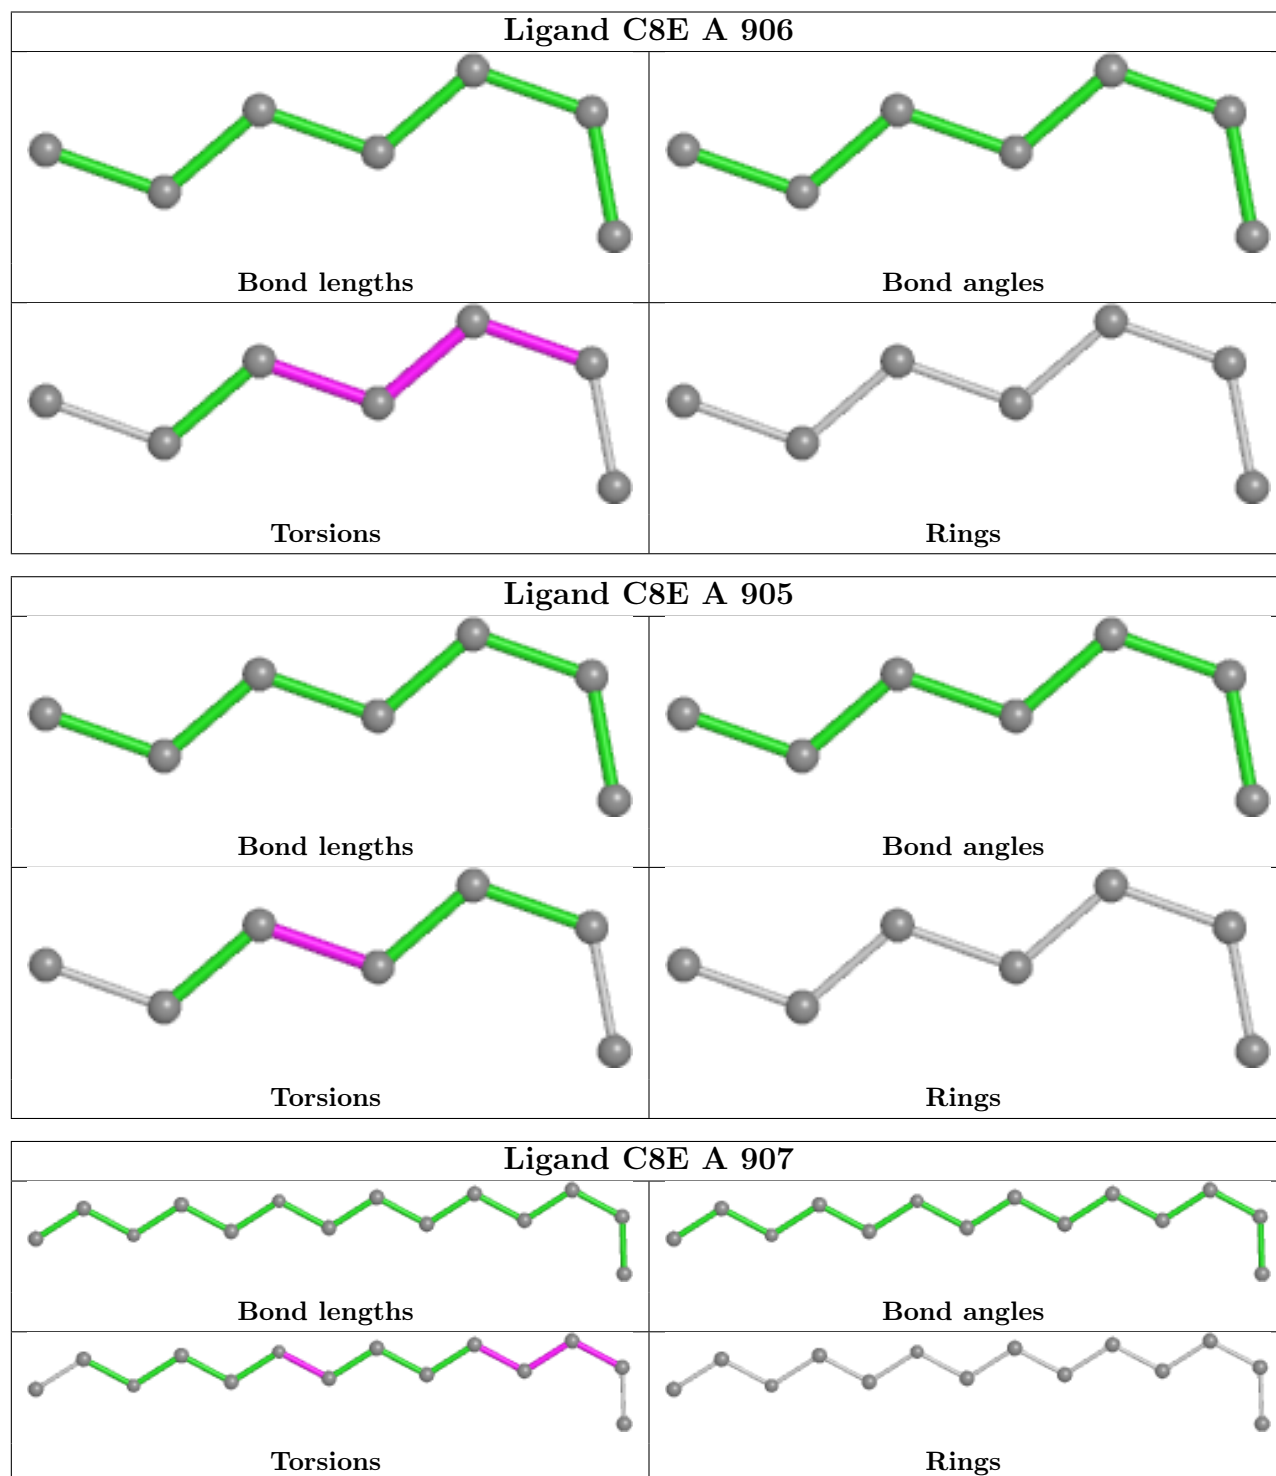 Ligand C8E A 906
Bond lengths Bond angles
Torsions Rings
Ligand C8E A 905
Bond lengths Bond angles
Torsions Rings
Ligand C8E A 907
Bond lengths Bond angles
Torsions Rings